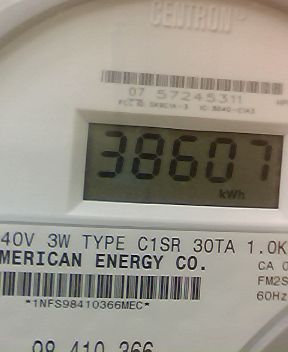 CENTRON
07 57245311
38607
kWh
40V 3W TYPE C1SR 30TA 1.0K
MERICAN ENERGY CO.
CA 0
FM2S
60Hz
*1NFS98410366MEC*
98 410 366